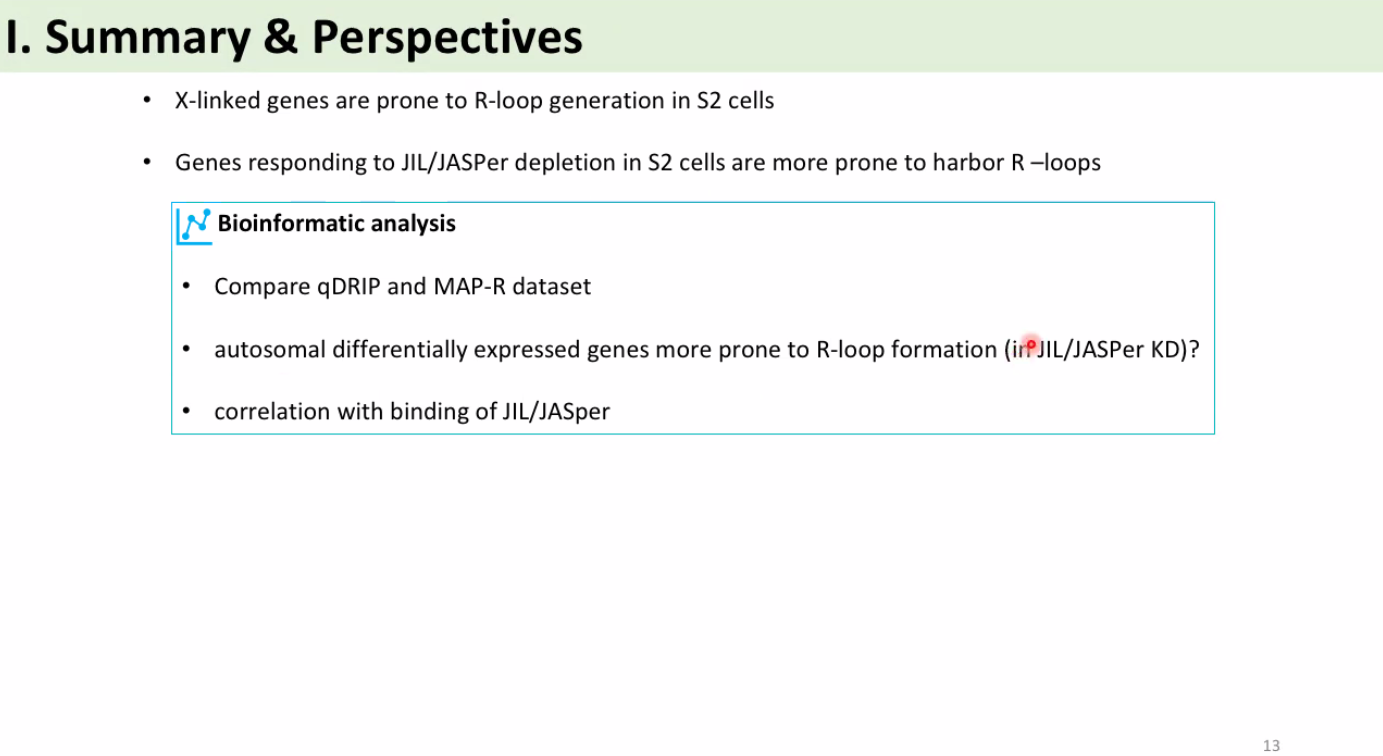 I. Summary & Perspectives
• X-linked genes are prone to R-loop generation in S2 cells
• Genes responding to JIL/JASPer depletion in S2 cells are more prone to harbor R –loops
Bioinformatic analysis
• Compare qDRIP and MAP-R dataset
• autosomal differentially expressed genes more prone to R-loop formation (in JIL/JASPer KD)?
• correlation with binding of JIL/JASper
13